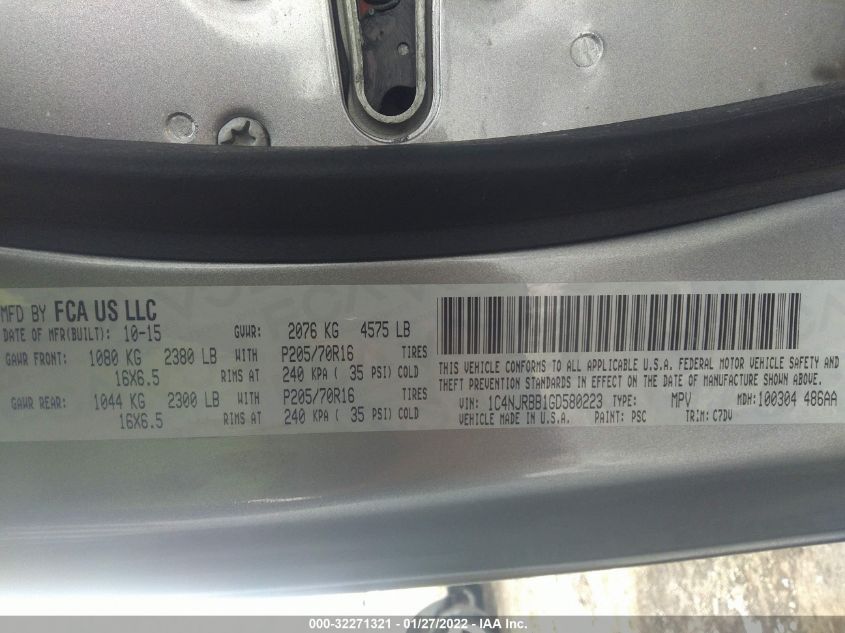 MFD BY FCA US LLC
DATE OF MFR(BUILT): 10-15 GVWR: 2076 KG 4575 LB
GAWR FRONT: 1080 KG 2380 LB WITH P205/70R16 TIRES
16X6.5 RIMS AT 240 KPA ( 35 PSI) COLD
GAWR REAR: 1044 KG 2300 LB WITH P205/70R16 TIRES
16X6.5 RIMS AT 240 KPA ( 35 PSI) COLD
THIS VEHICLE CONFORMS TO ALL APPLICABLE U.S.A. FEDERAL MOTOR VEHICLE SAFETY AND
THEFT PREVENTION STANDARDS IN EFFECT ON THE DATE OF MANUFACTURE SHOWN ABOVE.
VIN: 1C4NJRBB1GD580223 TYPE: MPV MDH: 100304 486AA
VEHICLE MADE IN U.S.A. PAINT: PSC TRIM: C7DV
000-32271321 - 01/27/2022 - IAA Inc.